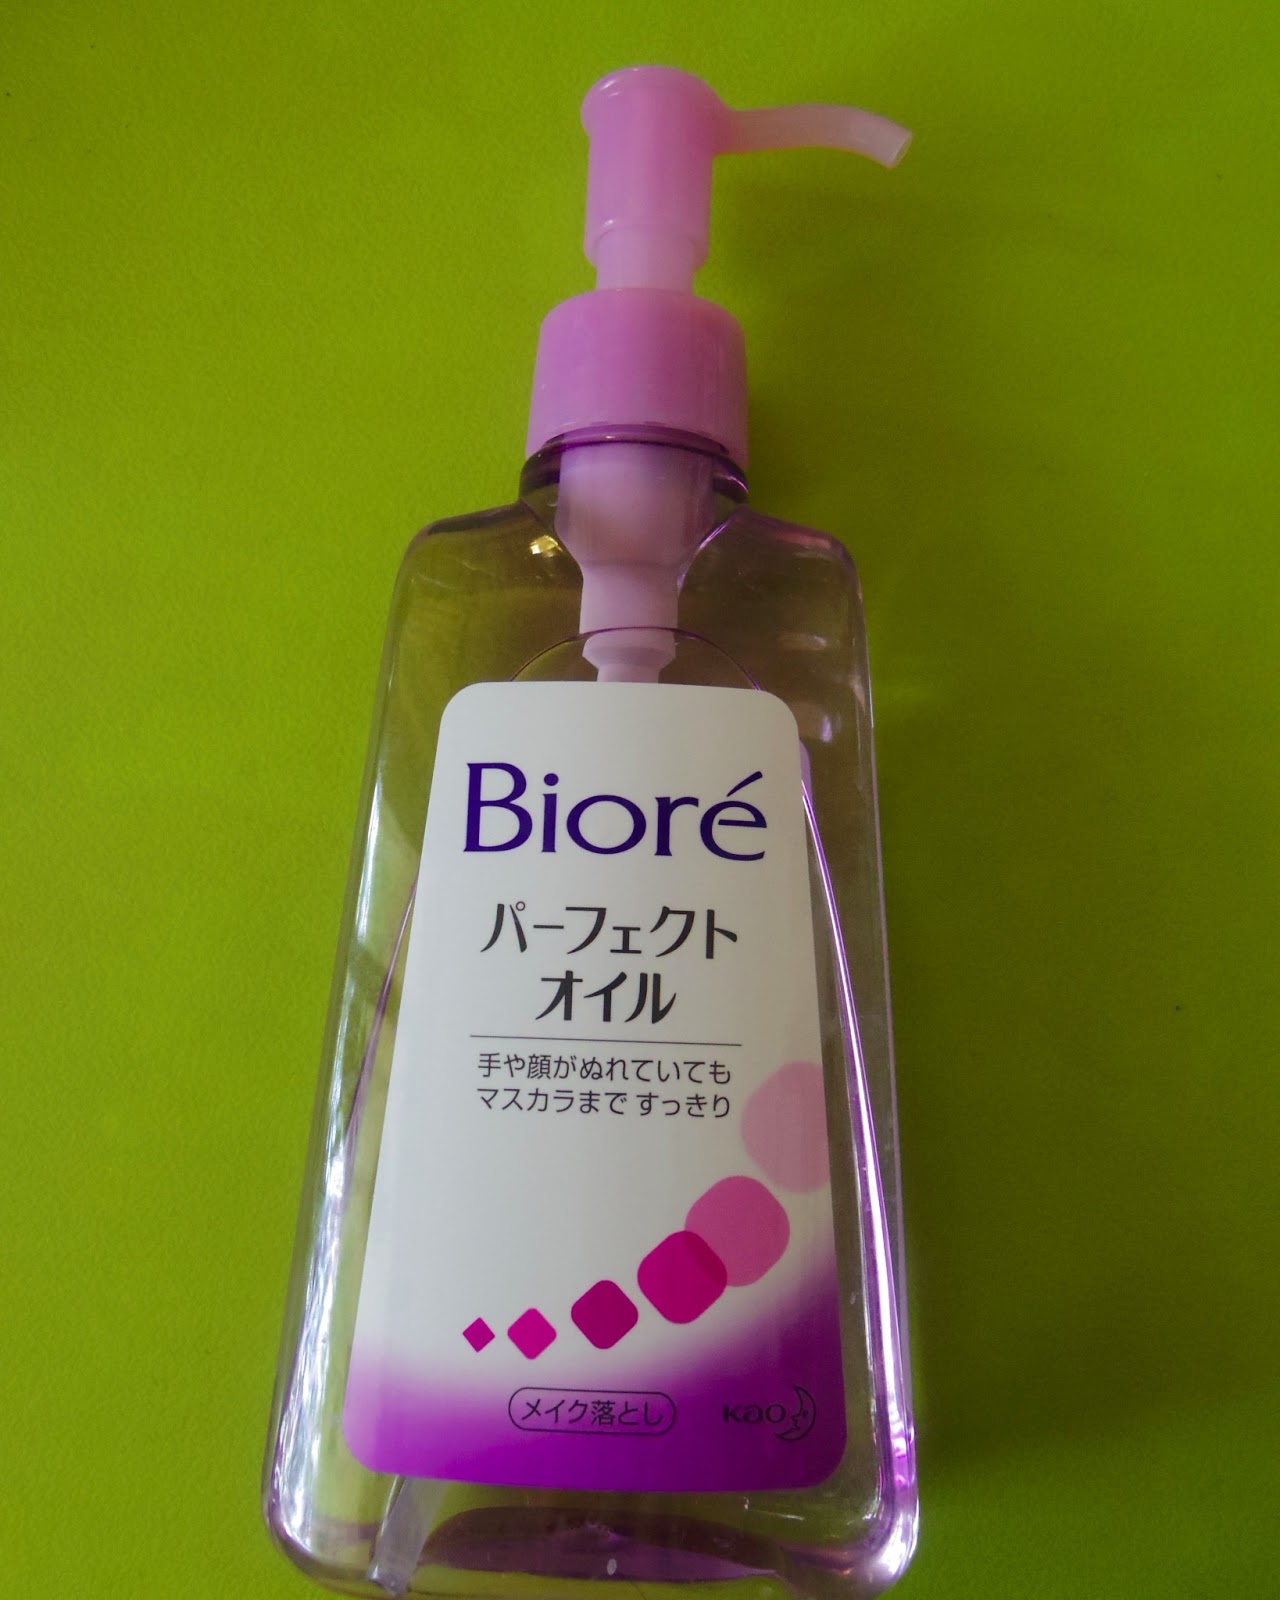 Bioré
パーフェクト
オイル
手や顔がぬれていても
マスカラまで すっきり
メイク落とし
Kao